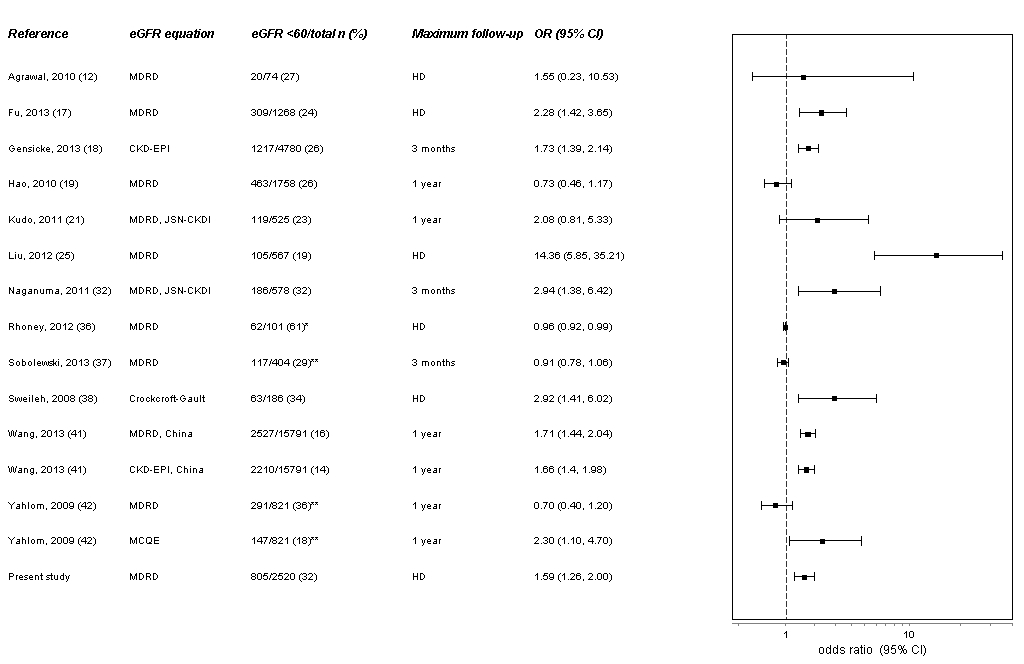 Reference eGFR equation eGFR <60/total n (%) Maximum follow-up OR (95% CI)
Agrawal, 2010 (12) MDRD 20/74 (27) HD 1.55 (0.23, 10.53)
Fu, 2013 (17) MDRD 309/1268 (24) HD 2.28 (1.42, 3.65)
Gensicke, 2013 (18) CKD-EPI 1217/4780 (26) 3 months 1.73 (1.39, 2.14)
Hao, 2010 (19) MDRD 463/1758 (26) 1 year 0.73 (0.46, 1.17)
Kudo, 2011 (21) MDRD, JSN-CKDI 119/525 (23) 1 year 2.08 (0.81, 5.33)
Liu, 2012 (25) MDRD 105/567 (19) HD 14.36 (5.85, 35.21)
Naganuma, 2011 (32) MDRD, JSN-CKDI 186/578 (32) 3 months 2.94 (1.38, 6.42)
Rhoney, 2012 (36) MDRD 62/101 (61)* HD 0.96 (0.92, 0.99)
Sobolewski, 2013 (37) MDRD 117/404 (29)** 3 months 0.91 (0.78, 1.06)
Sweileh, 2008 (38) Crockcroft-Gault 63/186 (34) HD 2.92 (1.41, 6.02)
Wang, 2013 (41) MDRD, China 2527/15791 (16) 1 year 1.71 (1.44, 2.04)
Wang, 2013 (41) CKD-EPI, China 2210/15791 (14) 1 year 1.66 (1.4, 1.98)
Yahlom, 2009 (42) MDRD 291/821 (36)** 1 year 0.70 (0.40, 1.20)
Yahlom, 2009 (42) MCQE 147/821 (18)** 1 year 2.30 (1.10, 4.70)
Present study MDRD 805/2520 (32) HD 1.59 (1.26, 2.00)
1 10
odds ratio (95% CI)